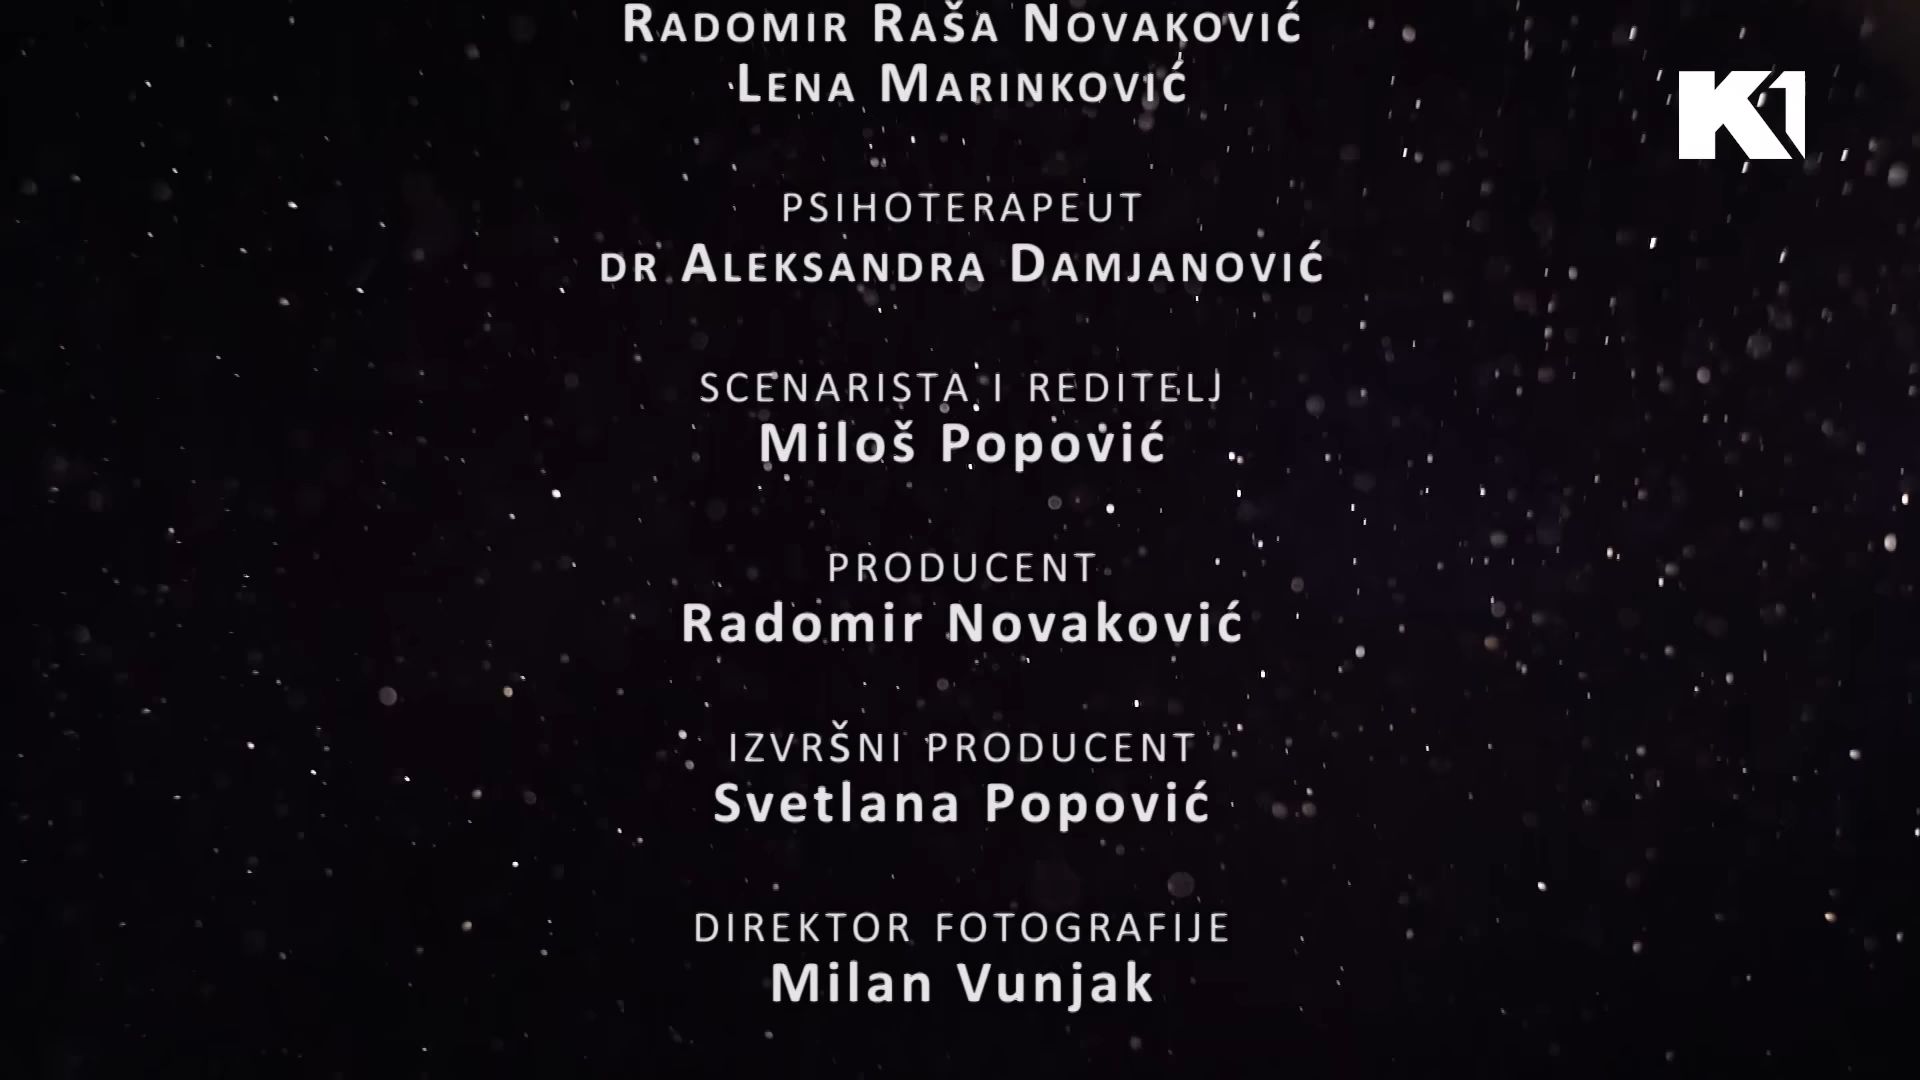 RADOMIR RAŠA NOVAKOVIĆ
LENA MARINKOVIĆ
K1
PSIHOTERAPEUT
DR ALEKSANDRA DAMJANOVIĆ
SCENARISTA I REDITELJ
Miloš Popović
PRODUCENT
Radomir Novaković
IZVRŠNI PRODUCENT
Svetlana Popović
DIREKTOR FOTOGRAFIJE
Milan Vunjak